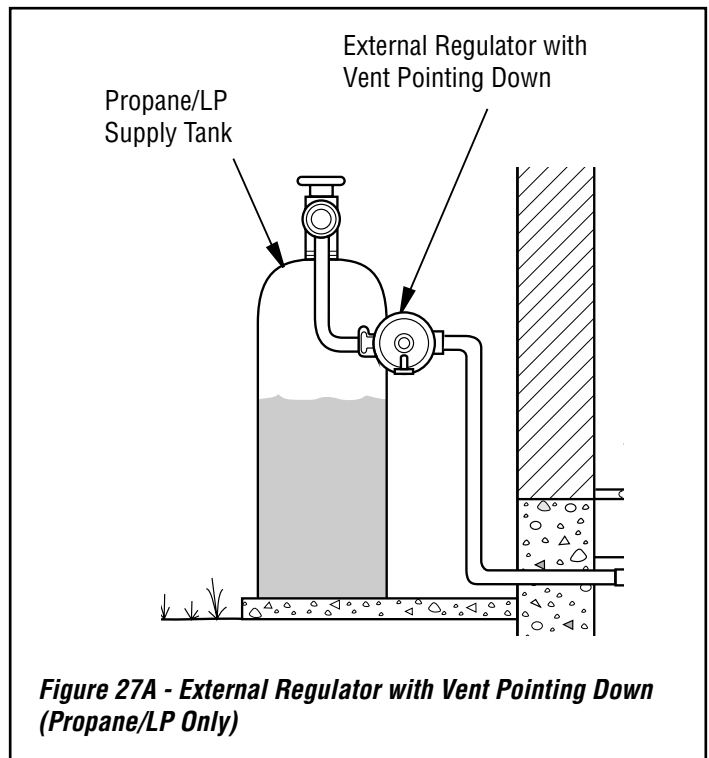 External Regulator with
Vent Pointing Down
Propane/LP
Supply Tank
Figure 27A - External Regulator with Vent Pointing Down
(Propane/LP Only)